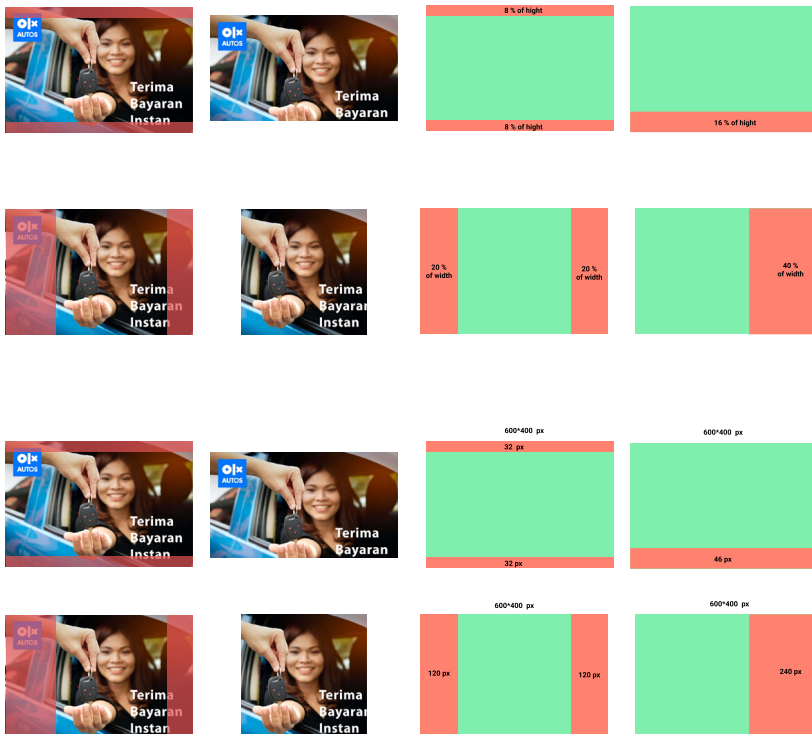 OLX
AUTOS
Terima
Bayaran
Instan
OLX
AUTOS
Terima
Bayaran
8 % of hight
8 % of hight
16 % of hight
OLX
AUTOS
Terima
Bayaran
Instan
Terima
Bayaran
Instan
20 %
of width
20 %
of width
40 %
of width
OLX
AUTOS
Terima
Bayaran
Instan
OLX
AUTOS
Terima
Bayaran
600*400 px
32 px
32 px
600*400 px
46 px
OLX
AUTOS
Terima
Bayaran
Instan
Terima
Bayaran
Instan
600*400 px
120 px
120 px
600*400 px
240 px